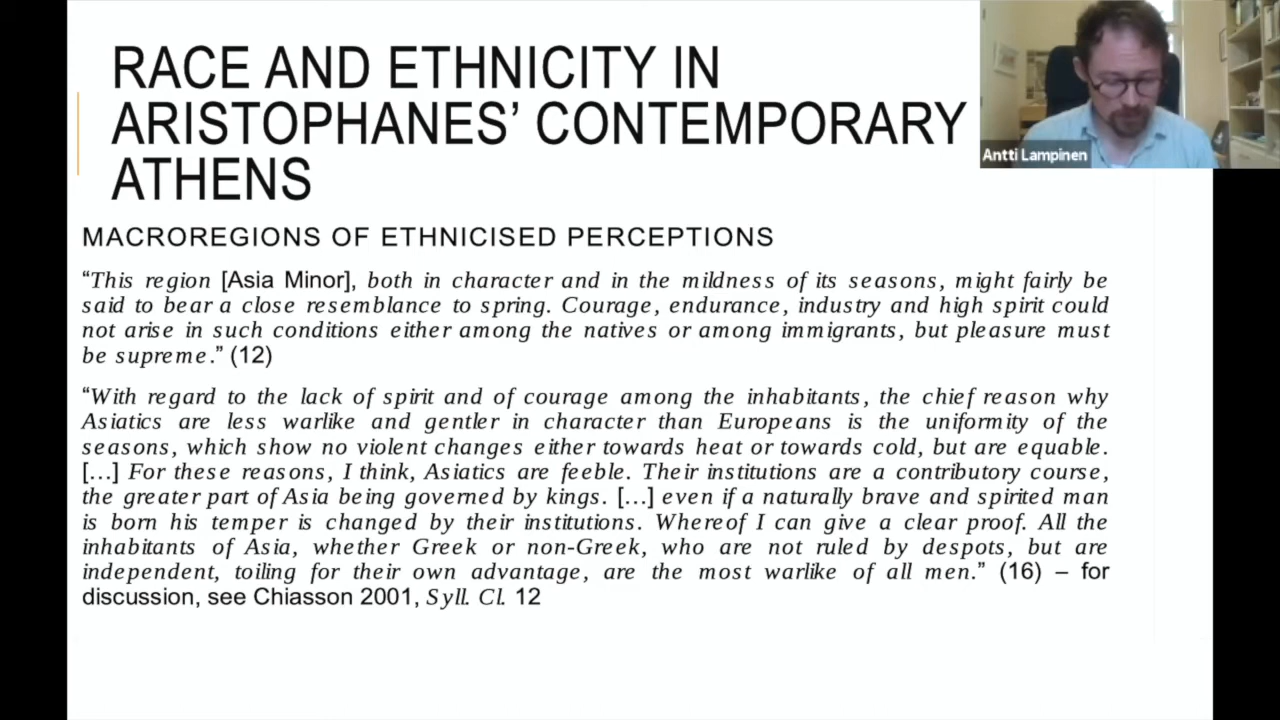 RACE AND ETHNICITY IN
ARISTOPHANES’ CONTEMPORARY
ATHENS
Antti Lampinen
MACROREGIONS OF ETHNICISED PERCEPTIONS
“This region [Asia Minor], both in character and in the mildness of its seasons, might fairly be
said to bear a close resemblance to spring. Courage, endurance, industry and high spirit could
not arise in such conditions either among the natives or among immigrants, but pleasure must
be supreme.” (12)
“With regard to the lack of spirit and of courage among the inhabitants, the chief reason why
Asiatics are less warlike and gentler in character than Europeans is the uniformity of the
seasons, which show no violent changes either towards heat or towards cold, but are equable.
[…] For these reasons, I think, Asiatics are feeble. Their institutions are a contributory course,
the greater part of Asia being governed by kings. […] even if a naturally brave and spirited man
is born his temper is changed by their institutions. Whereof I can give a clear proof. All the
inhabitants of Asia, whether Greek or non-Greek, who are not ruled by despots, but are
independent, toiling for their own advantage, are the most warlike of all men.” (16) – for
discussion, see Chiasson 2001, Syll. Cl. 12